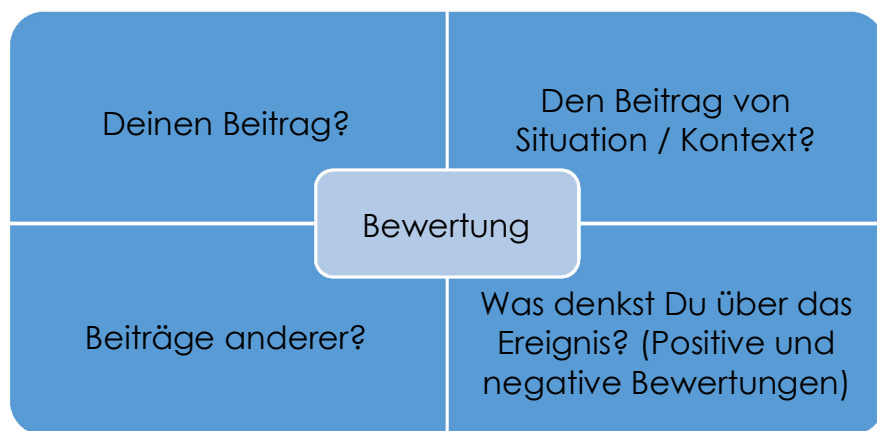 Deinen Beitrag?
Den Beitrag von
Situation / Kontext?
Bewertung
Beiträge anderer?
Was denkst Du über das
Ereignis? (Positive und
negative Bewertungen)